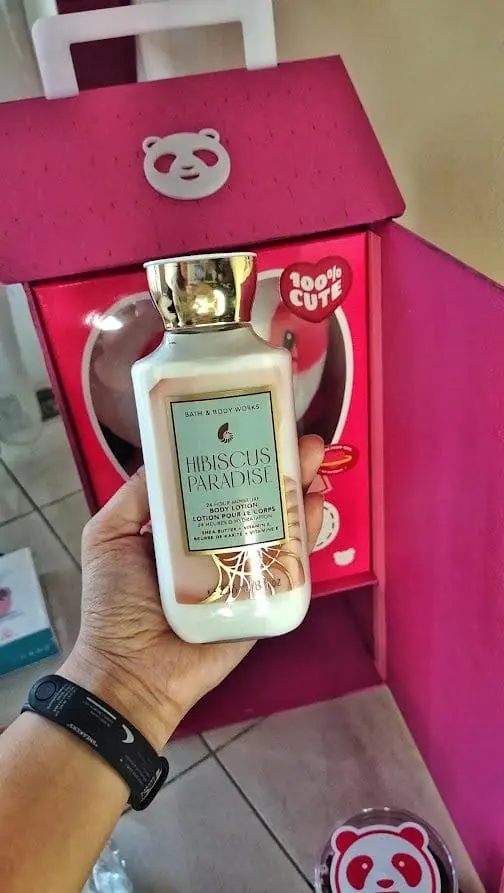 100%
CUTE
BATH & BODY WORKS
HIBISCUS
PARADISE
24 HOUR MOISTURE
BODY LOTION
LOTION POUR LE CORPS
24 HEURES D'HYDRATATION
SHEA BUTTER + VITAMIN E
BEURRE DE KARITÉ + VITAMINE E